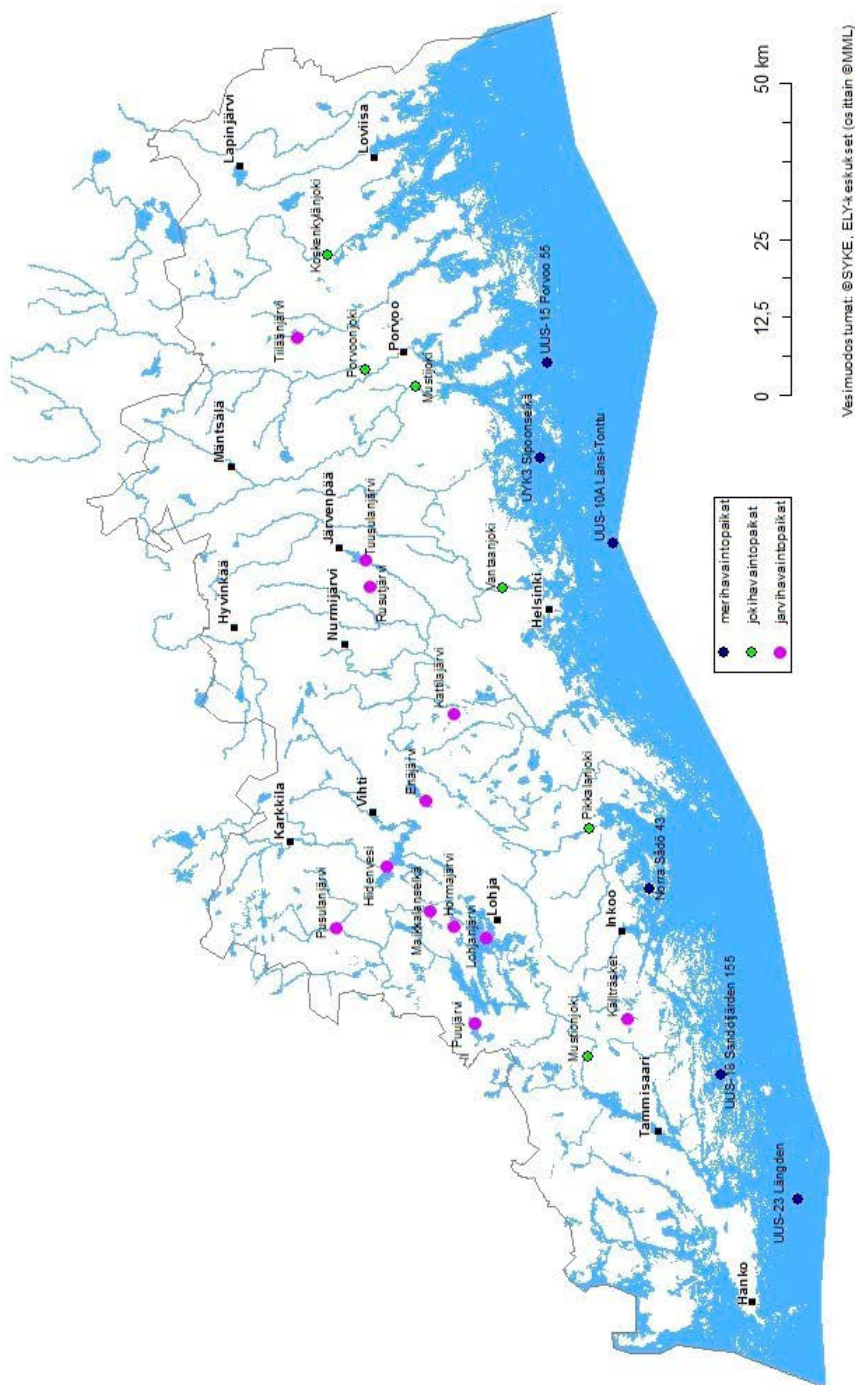 Lapinjärvi
Loviisa
Koskenkylänjoki
Tiiläänjärvi
Porvoonjoki
Porvoo
Mustijoki
UUS-15 Porvoo 55
Mäntsälä
UYK3 Sipoonselkä
UUS-10A Länsi-Tonttu
Järvenpää
Tuusulanjärvi
Rusutjärvi
Hyvinkää
Nurmijärvi
Vantaanjoki
Helsinki
Kattilajärvi
Enäjärvi
Vihti
Karkkila
Hiidenvesi
Pusulanjärvi
Maikkalanselkä
Hormajärvi
Lohjanjärvi
Lohja
Pikkalanjoki
Norra Sådö 43
Inkoo
Källträsket
Puujärvi
Mustionjoki
UUS-18 Sandöfjärden 155
Tammisaari
UUS-23 Längden
Hanko
merihavaintopaikat
jokihavaintopaikat
järvihavaintopaikat
0 12,5 25 50 km
Vesimuodostumat: ©SYKE, ELY-keskukset (osittain ©MML)